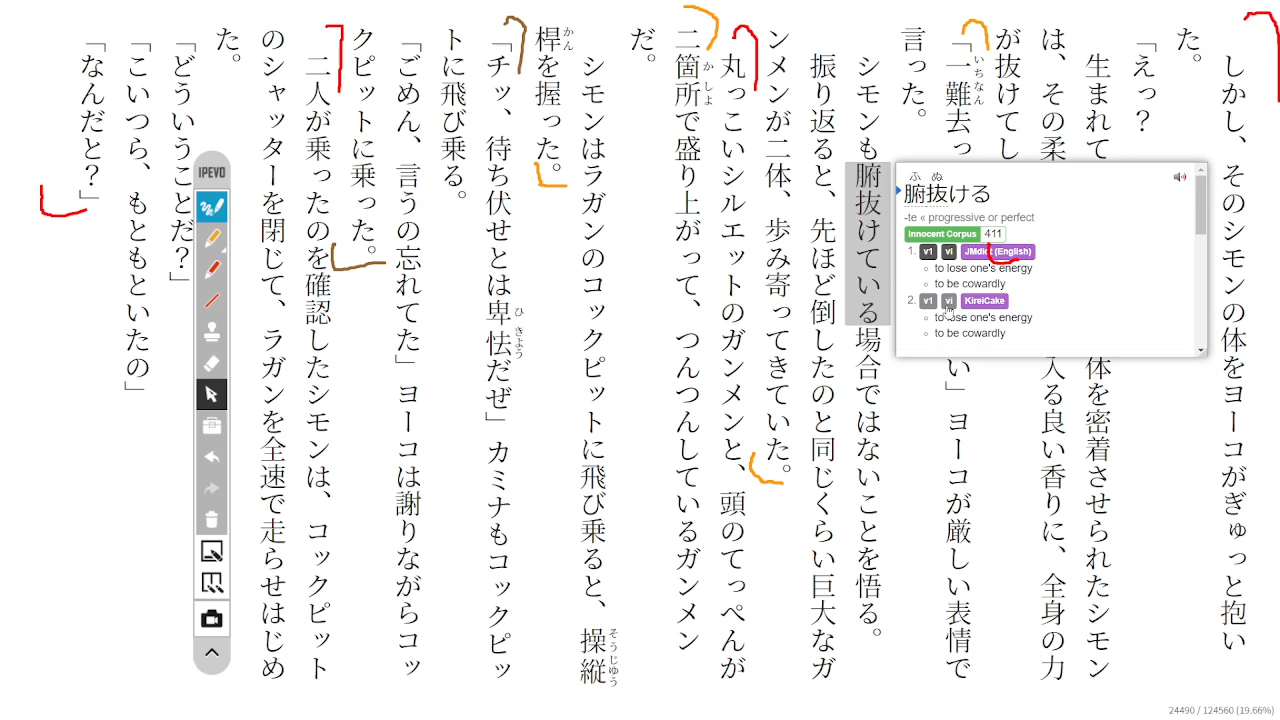 しかし、そのシモンの体をヨーコがぎゅっと抱い
た。
「えっ？
生まれて 体を密着させられたシモン
は、その柔 入る良い香りに、全身の力
が抜けてし
「一難去っ い」ヨーコが厳しい表情で
言った。
シモンも腑抜けている場合ではないことを悟る。
振り返ると、先ほど倒したのと同じくらい巨大なガ
ンメンが二体、歩み寄ってきていた。
丸っこいシルエットのガンメンと、頭のてっぺんが
二箇所で盛り上がって、つんつんしているガンメン
だ。
シモンはラガンのコックピットに飛び乗ると、操縦
桿を握った。
「チッ、待ち伏せとは卑怯だぜ」カミナもコックピッ
トに飛び乗る。
「ごめん、言うの忘れてた」ヨーコは謝りながらコッ
クピットに乗った。
二人が乗ったのを確認したシモンは、コックピット
のシャッターを閉じて、ラガンを全速で走らせはじめ
た。
「どういうことだ？」
「こいつら、もともといたの」
「なんだと？」
腑抜ける
-te « progressive or perfect
Innocent Corpus 411
1. v1 vi JMdict (English)
to lose one's energy
to be cowardly
2. v1 vi KireiCake
to lose one's energy
to be cowardly
IPEVO
24490 / 124560 (19.66%)